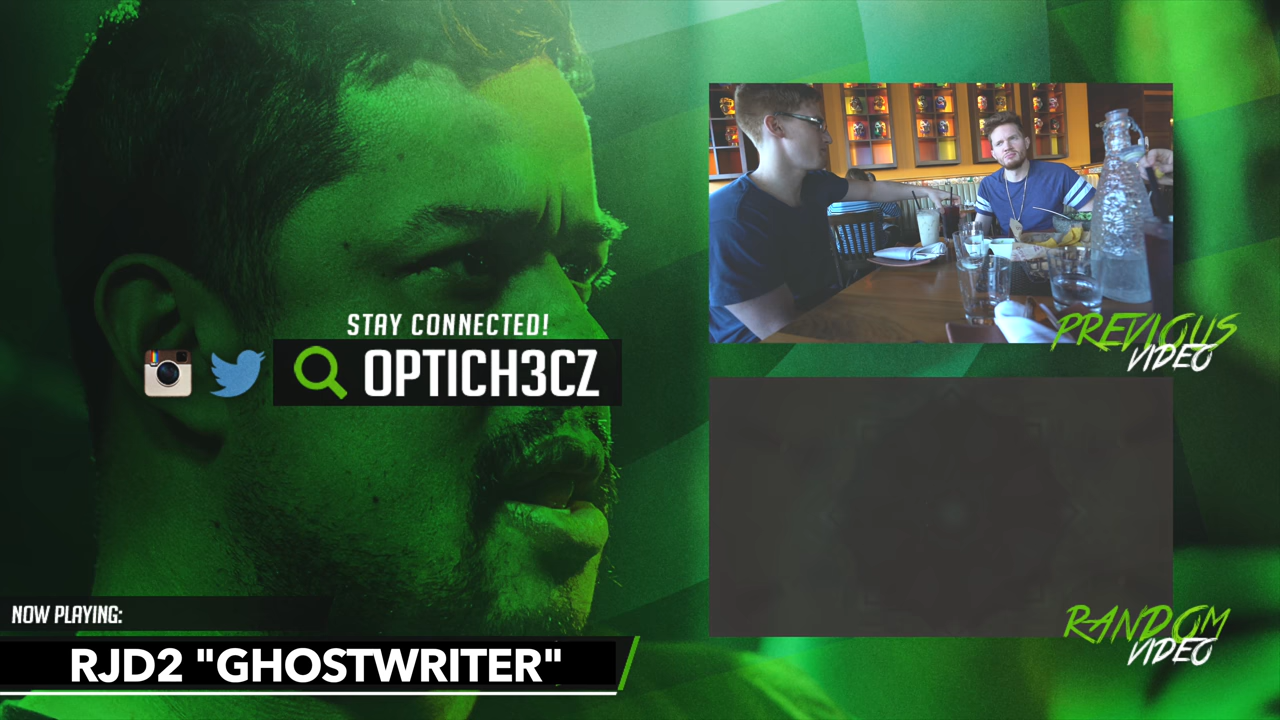 STAY CONNECTED!
OPTICH3CZ
PREVIOUS
VIDEO
RANDOM
VIDEO
NOW PLAYING:
RJD2 "GHOSTWRITER"